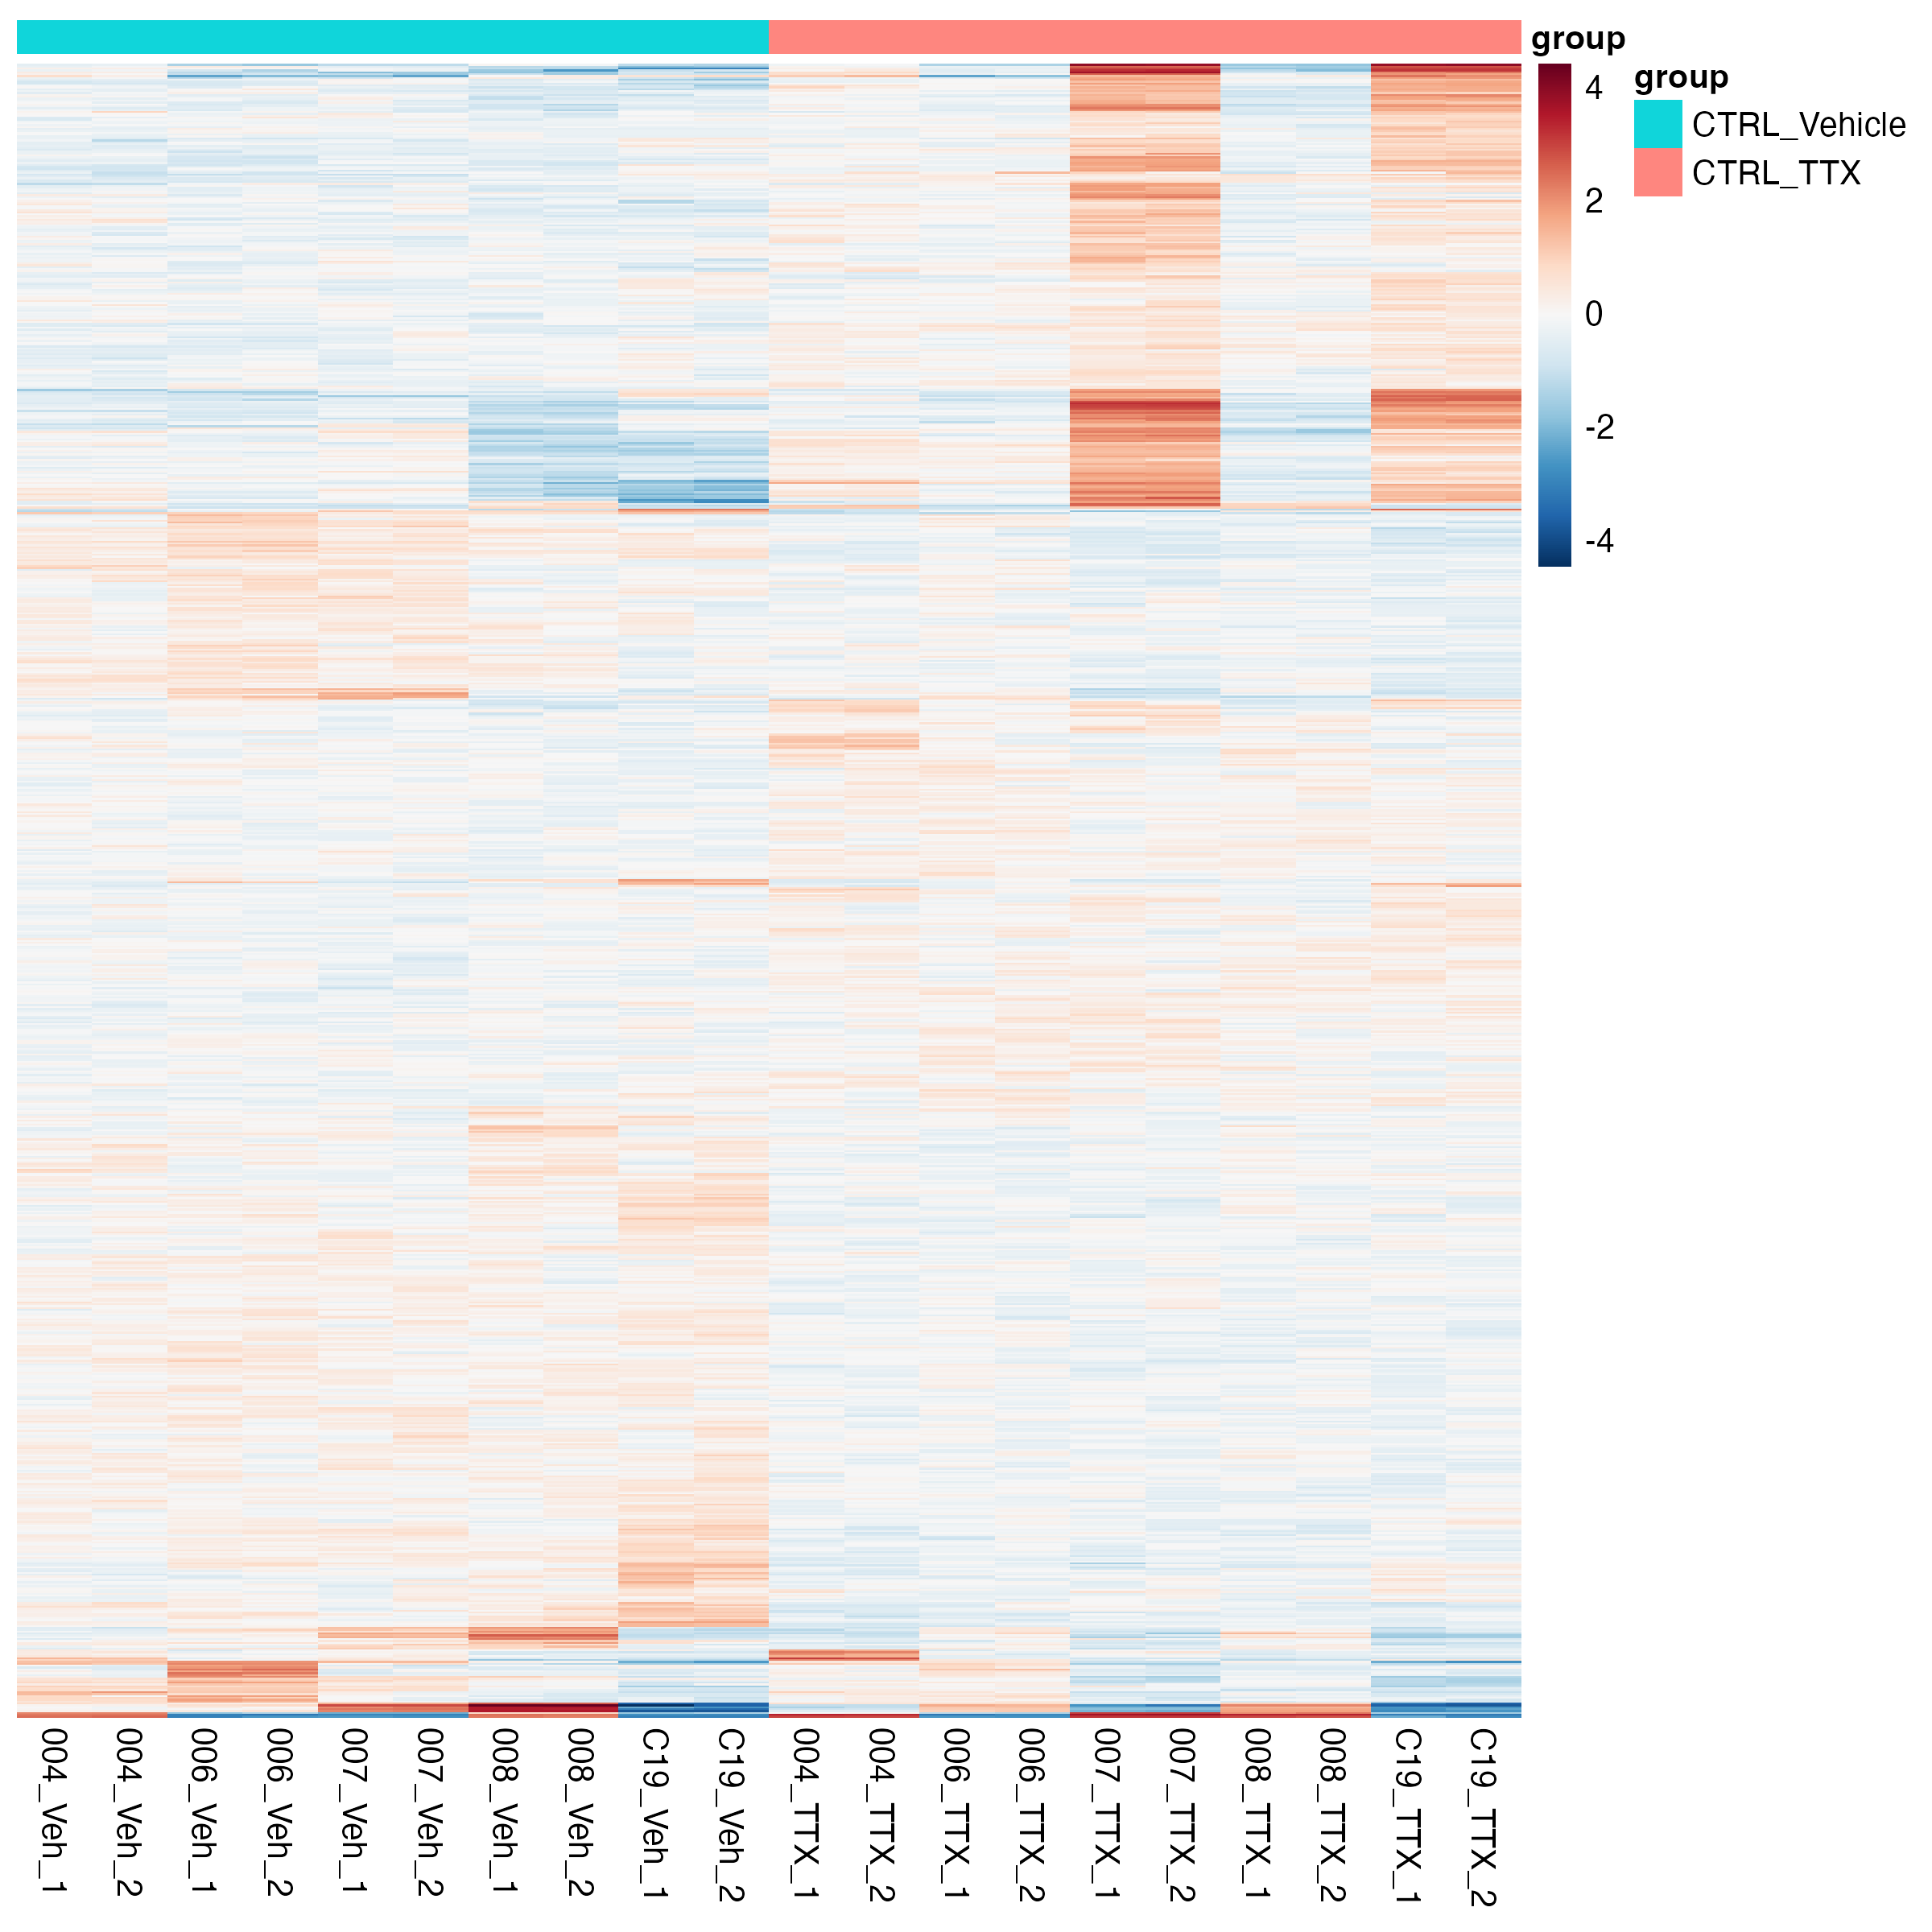 group
group
CTRL_Vehicle
CTRL_TTX
4
2
0
-2
-4
004_Veh_1
004_Veh_2
006_Veh_1
006_Veh_2
007_Veh_1
007_Veh_2
008_Veh_1
008_Veh_2
C19_Veh_1
C19_Veh_2
004_TTX_1
004_TTX_2
006_TTX_1
006_TTX_2
007_TTX_1
007_TTX_2
008_TTX_1
008_TTX_2
C19_TTX_1
C19_TTX_2